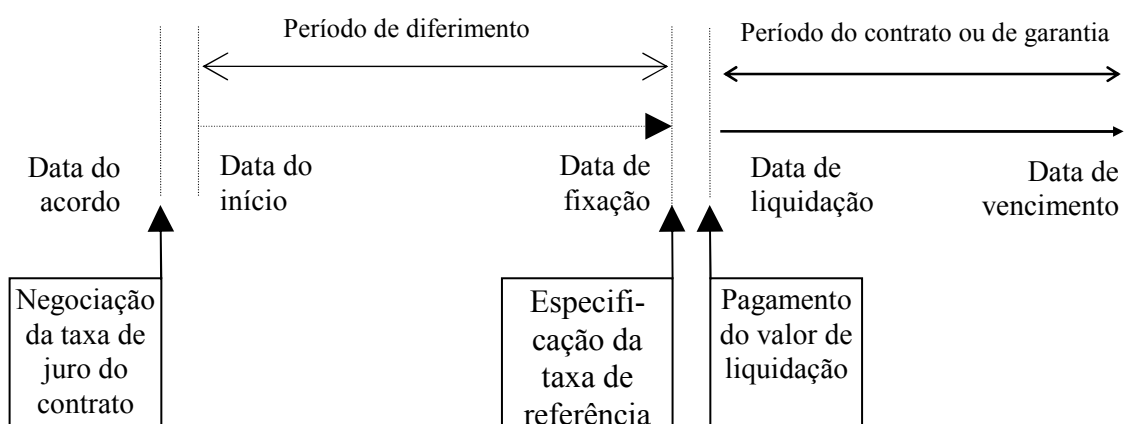 Período de diferimento
Período do contrato ou de garantia
Data do
acordo
Data do
início
Data de
fixação
Data de
liquidação
Data de
vencimento
Negociação
da taxa de
juro do
contrato
Especifi-
cação da
taxa de
referência
Pagamento
do valor de
liquidação